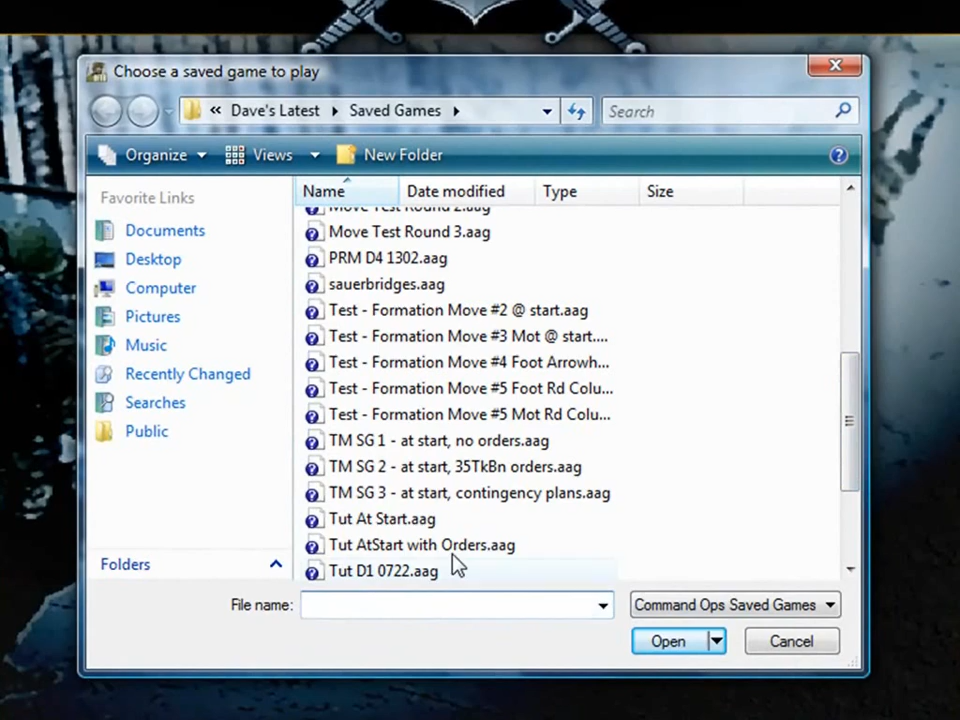 Choose a saved game to play
« Dave's Latest Saved Games Search
Organize Views New Folder
Favorite Links
Documents
Desktop
Computer
Pictures
Music
Recently Changed
Searches
Public
Folders
Name Date modified Type Size
Move Test Round 2.aag
Move Test Round 3.aag
PRM D4 1302.aag
sauerbridges.aag
Test - Formation Move #2 @ start.aag
Test - Formation Move #3 Mot @ start....
Test - Formation Move #4 Foot Arrowh...
Test - Formation Move #5 Foot Rd Colu...
Test - Formation Move #5 Mot Rd Colu...
TM SG 1 - at start, no orders.aag
TM SG 2 - at start, 35TkBn orders.aag
TM SG 3 - at start, contingency plans.aag
Tut At Start.aag
Tut AtStart with Orders.aag
Tut D1 0722.aag
File name: Command Ops Saved Games
Open Cancel